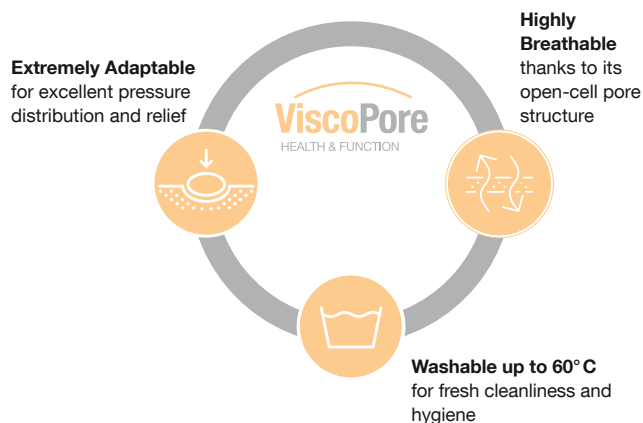 Extremely Adaptable
for excellent pressure
distribution and relief
ViscoPore
HEALTH & FUNCTION
Highly
Breathable
thanks to its
open-cell pore
structure
Washable up to 60° C
for fresh cleanliness and
hygiene